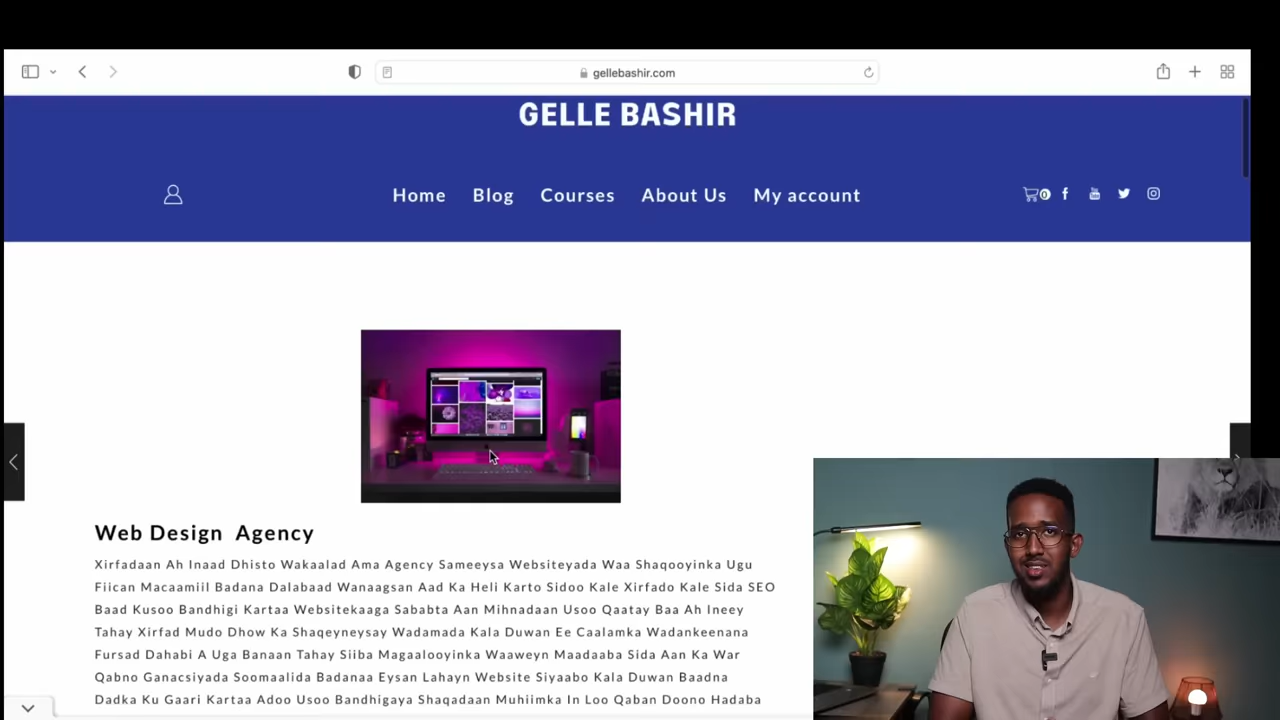 gellebashir.com
GELLE BASHIR
Home Blog Courses About Us My account
0
Web Design Agency
Xirfadaan Ah Inaad Dhisto Wakaalad Ama Agency Sameeysa Websiteyada Waa Shaqooyinka Ugu
Fiican Macaamiil Badana Dalabaad Wanaagsan Aad Ka Heli Karto Sidoo Kale Xirfado Kale Sida SEO
Baad Kusoo Bandhigi Kartaa Websitekaaga Sababta Aan Mihnadaan Usoo Qaatay Baa Ah Ineey
Tahay Xirfad Mudo Dhow Ka Shaqeyneysay Wadamada Kala Duwan Ee Caalamka Wadankeenana
Fursad Dahabi A Uga Banaan Tahay Siiba Magaalooyinka Waaweyn Maadaaba Sida Aan Ka War
Qabno Ganacsiyada Soomaalida Badanaa Eysan Lahayn Website Siyaabo Kala Duwan Baadna
Dadka Ku Gaari Kartaa Adoo Usoo Bandhigaya Shaqadaan Muhiimka In Loo Qaban Doono Hadaba